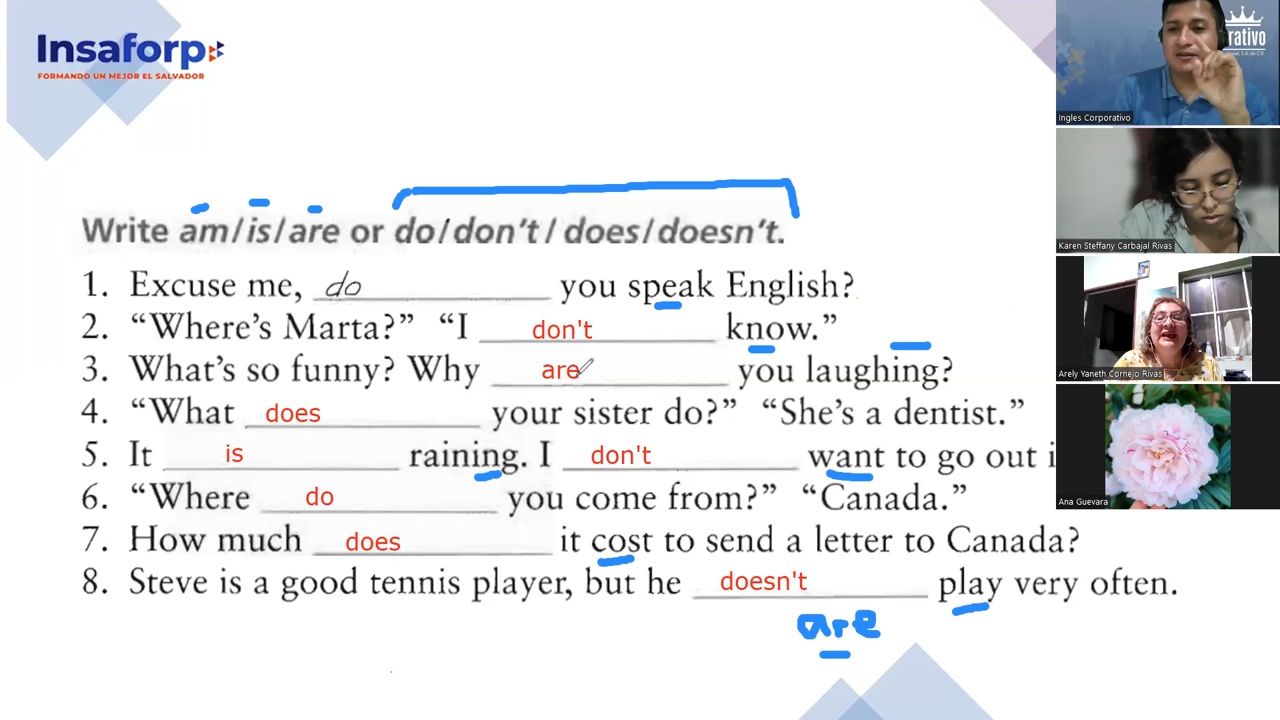 Insaforp
FORMANDO UN MEJOR EL SALVADOR
Write am/is/are or do/don't/does/doesn't.
1. Excuse me, do you speak English?
2. "Where's Marta?" "I don't know."
3. What's so funny? Why are you laughing?
4. "What does your sister do?" "She's a dentist."
5. It is raining. I don't want to go out i
6. "Where do you come from?" "Canada."
7. How much does it cost to send a letter to Canada?
8. Steve is a good tennis player, but he doesn't play very often.
are
rativo
Ingles Corporativo
Karen Steffany Carbajal Rivas
Arely Yaneth Cornejo Rivas
Ana Guevara